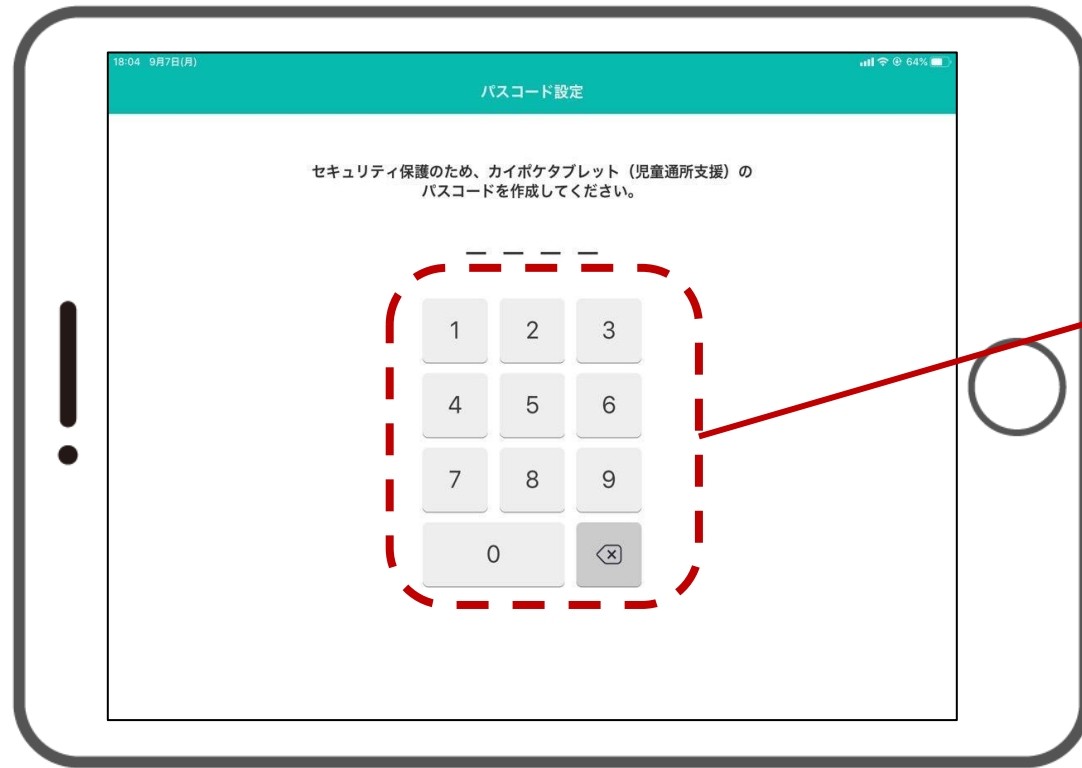 18:04 9月7日(月) 64%
パスコード設定
セキュリティ保護のため、カイポケタブレット（児童通所支援）の
パスコードを作成してください。
1 2 3
4 5 6
7 8 9
0